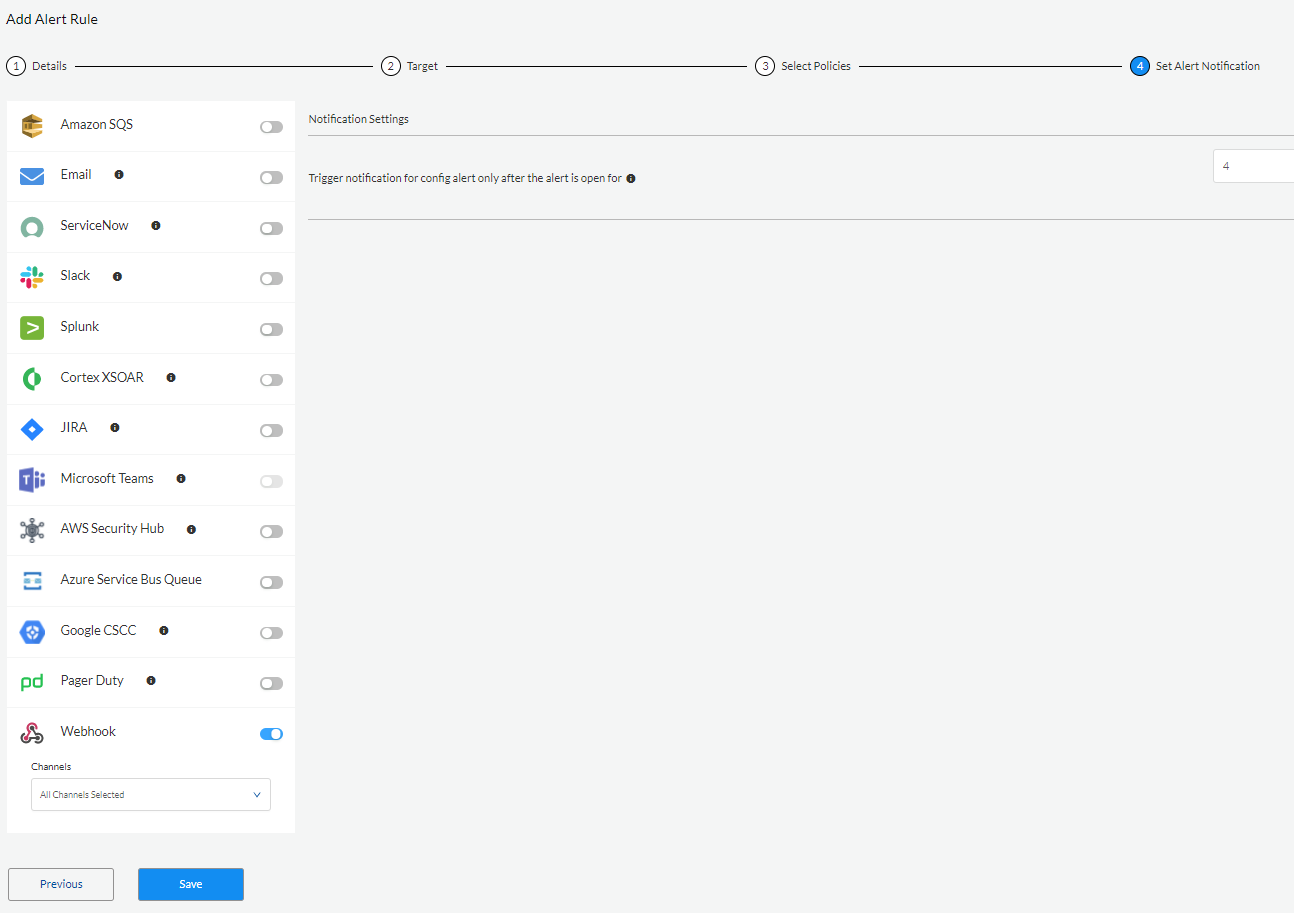 Add Alert Rule
1 Details 2 Target 3 Select Policies 4 Set Alert Notification
Amazon SQS
Email
ServiceNow
Slack
Splunk
Cortex XSOAR
JIRA
Microsoft Teams
AWS Security Hub
Azure Service Bus Queue
Google CSCC
pd Pager Duty
Webhook
Channels
All Channels Selected
Notification Settings
Trigger notification for config alert only after the alert is open for
4
Previous Save